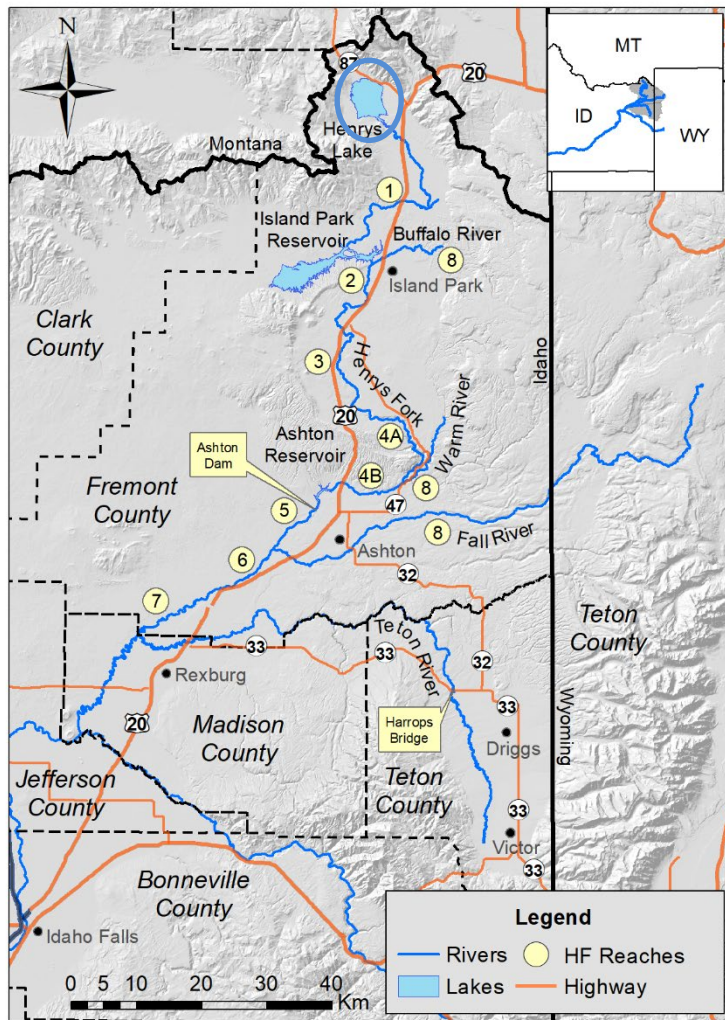 N
MT
ID
WY
87
20
Henrys
Lake
Montana
1
Island Park
Reservoir
Buffalo River
8
2
Island Park
Clark
County
Idaho
3
Henrys Fork
20
4A
Warm River
Ashton
Reservoir
Ashton
Dam
4B
8
Fremont
County
5
47
8
Fall River
6
Ashton
32
7
Teton
County
Teton River
33
33
32
Rexburg
Wyoming
20
Madison
County
Harrops
Bridge
33
Driggs
Jefferson
County
Teton
County
33
Victor
33
Bonneville
County
Idaho Falls
0 5 10 20 30 40
Km
Legend
Rivers
HF Reaches
Lakes
Highway